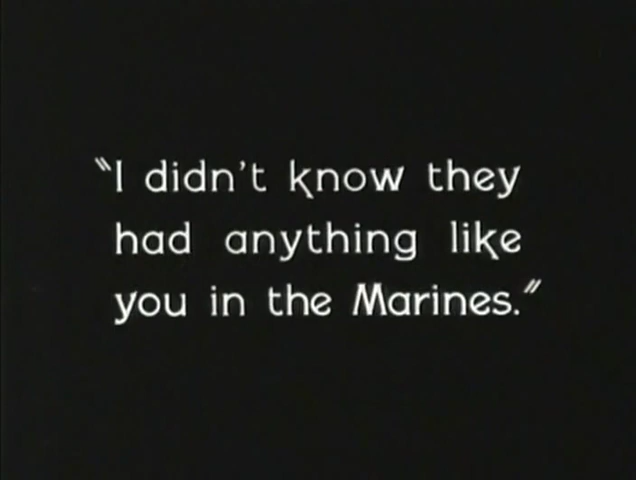 "I didn't know they
had anything like
you in the Marines."